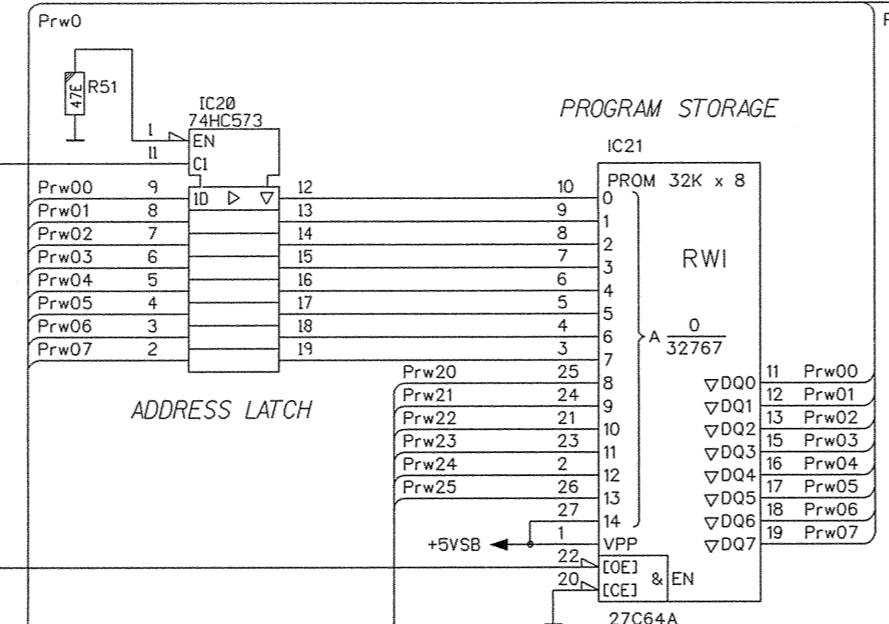 Prw0
P
47E R51
IC20
74HC573
PROGRAM STORAGE
IC21
1 EN
11 C1
PROM 32K x 8
RWI
Prw00 9 1D 12 10 0
Prw01 8 13 9 1
Prw02 7 14 8 2
Prw03 6 15 7 3
Prw04 5 16 6 4
Prw05 4 17 5 5
Prw06 3 18 4 6
Prw07 2 19 3 7
A 0
32767
Prw20 25 8
Prw21 24 9
Prw22 21 10
Prw23 23 11
Prw24 2 12
Prw25 26 13
27 14
+5VSB 1 VPP
22 [OE]
20 [CE]
& EN
27C64A
DQ0 11 Prw00
DQ1 12 Prw01
DQ2 13 Prw02
DQ3 15 Prw03
DQ4 16 Prw04
DQ5 17 Prw05
DQ6 18 Prw06
DQ7 19 Prw07
ADDRESS LATCH